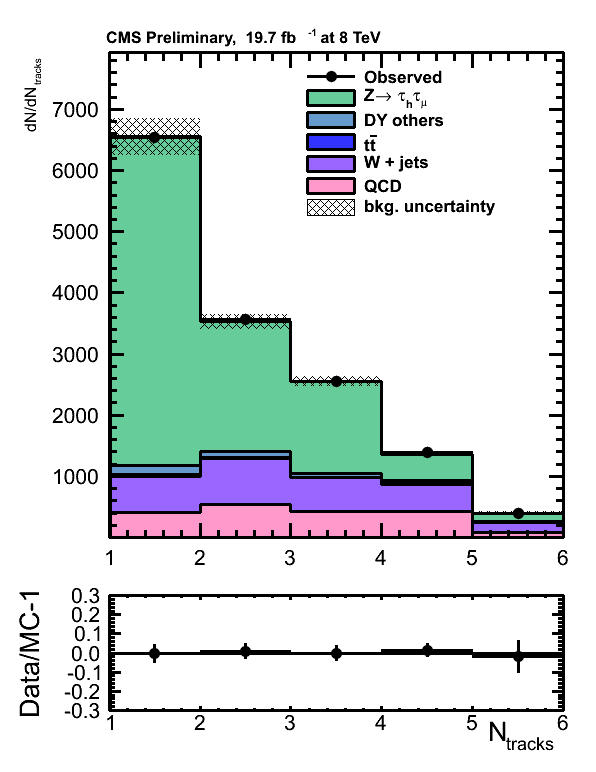 CMS Preliminary, 19.7 fb⁻¹ at 8 TeV
dN/dN_tracks
7000
6000
5000
4000
3000
2000
1000
Observed
Z→ τ_hτ_μ
DY others
tt̄
W + jets
QCD
bkg. uncertainty
1 2 3 4 5 6
Data/MC-1
0.3
0.2
0.1
0.0
-0.1
-0.2
-0.3
1 2 3 4 5 6
N_tracks